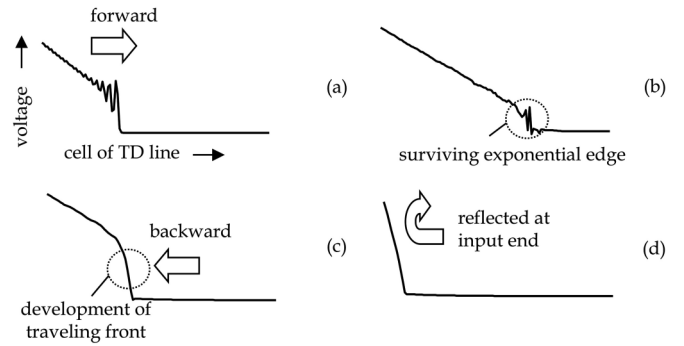 forward
voltage
cell of TD line
(a)
(b)
surviving exponential edge
backward
(c)
development of
traveling front
reflected at
input end
(d)